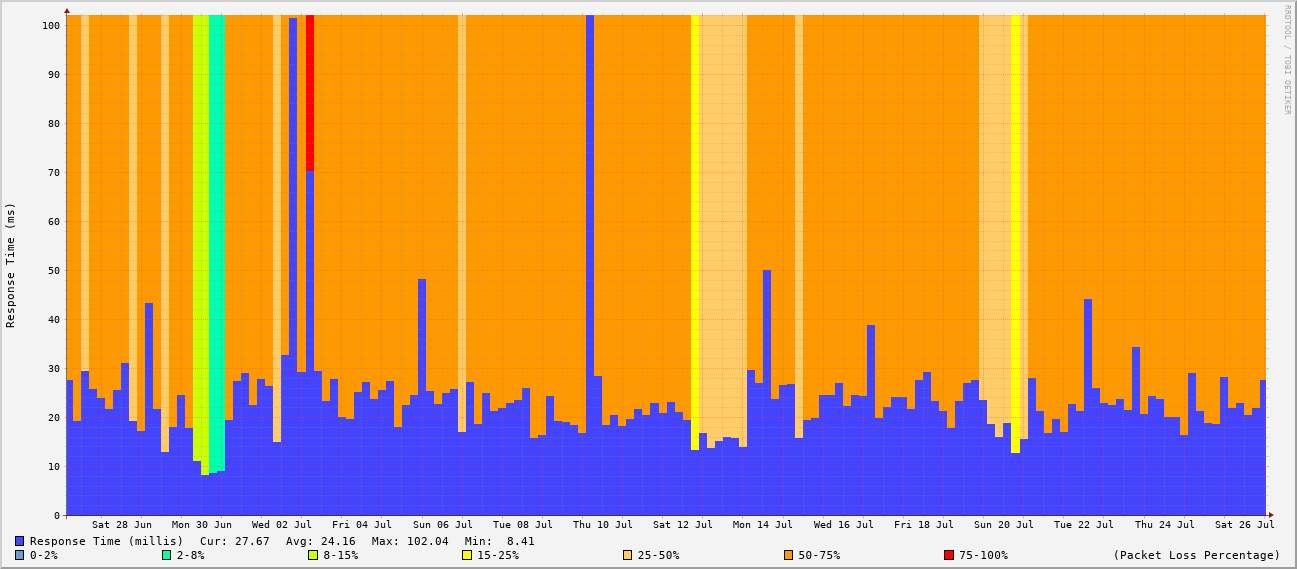 RRDTOOL / TOBI OETIKER
Response Time (ms)
100
90
80
70
60
50
40
30
20
10
0
Sat 28 Jun Mon 30 Jun Wed 02 Jul Fri 04 Jul Sun 06 Jul Tue 08 Jul Thu 10 Jul Sat 12 Jul Mon 14 Jul Wed 16 Jul Fri 18 Jul Sun 20 Jul Tue 22 Jul Thu 24 Jul Sat 26 Jul
Response Time (millis) Cur: 27.67 Avg: 24.16 Max: 102.04 Min: 8.41
0-2% 2-8% 8-15% 15-25% 25-50% 50-75% 75-100% (Packet Loss Percentage)